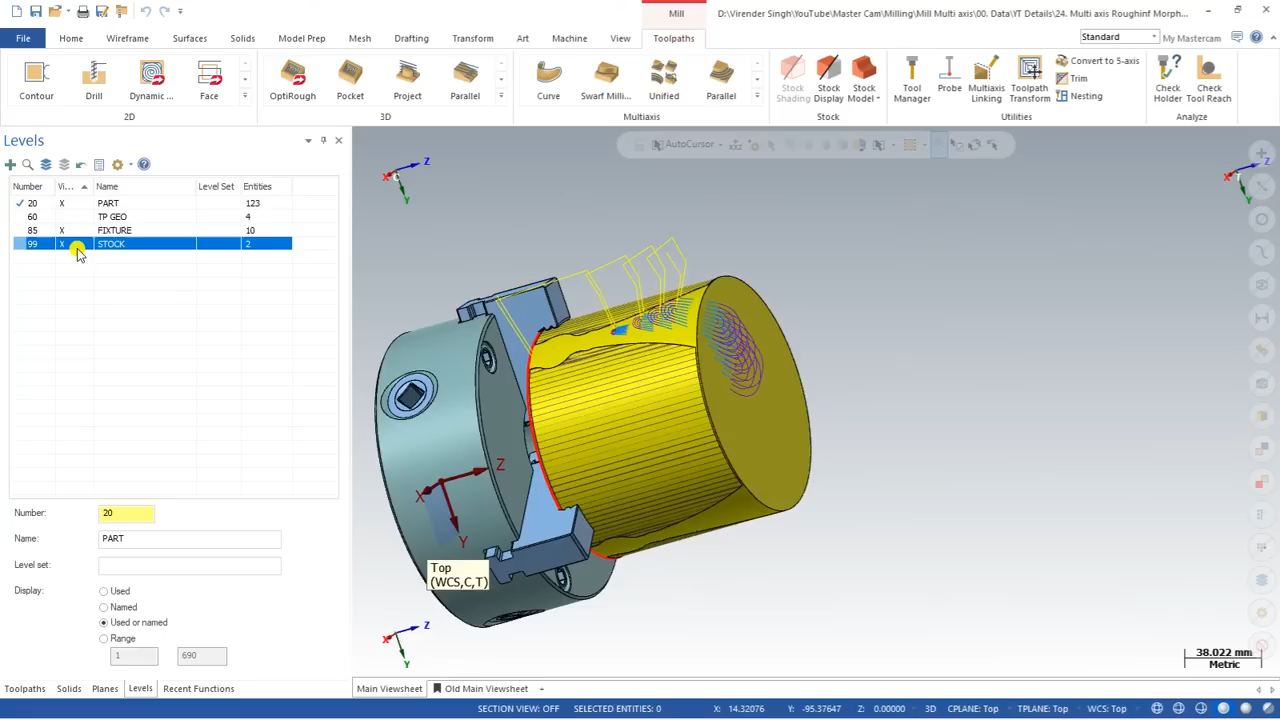 Mill
D:\Virender Singh\YouTube\Master Cam\Milling\Mill Multi axis\00. Data\YT Details\24. Multi axis Roughinf Morph...
File
Home
Wireframe
Surfaces
Solids
Model Prep
Mesh
Drafting
Transform
Art
Machine
View
Toolpaths
Standard
My Mastercam
Contour
Drill
Dynamic ...
Face
2D
OptiRough
Pocket
Project
Parallel
3D
Curve
Swarf Milli...
Unified
Parallel
Multiaxis
Stock Shading
Stock Display
Stock Model
Stock
Tool Manager
Probe
Multiaxis Linking
Toolpath Transform
Convert to 5-axis
Trim
Nesting
Utilities
Check Holder
Check Tool Reach
Analyze
Levels
Number Vi... Name Level Set Entities
20 X PART 123
60 TP GEO 4
85 X FIXTURE 10
99 X STOCK 2
Number: 20
Name: PART
Level set:
Display: Used
Named
Used or named
Range
1 690
Toolpaths Solids Planes Levels Recent Functions
AutoCursor
Z
X
Y
Z
X
Y
Z
X
Y
Top
(WCS,C,T)
Z
X
Y
38.022 mm
Metric
Main Viewsheet Old Main Viewsheet
SECTION VIEW: OFF SELECTED ENTITIES: 0 X: 14.32076 Y: -95.37647 Z: 0.00000 3D CPLANE: Top TPLANE: Top WCS: Top